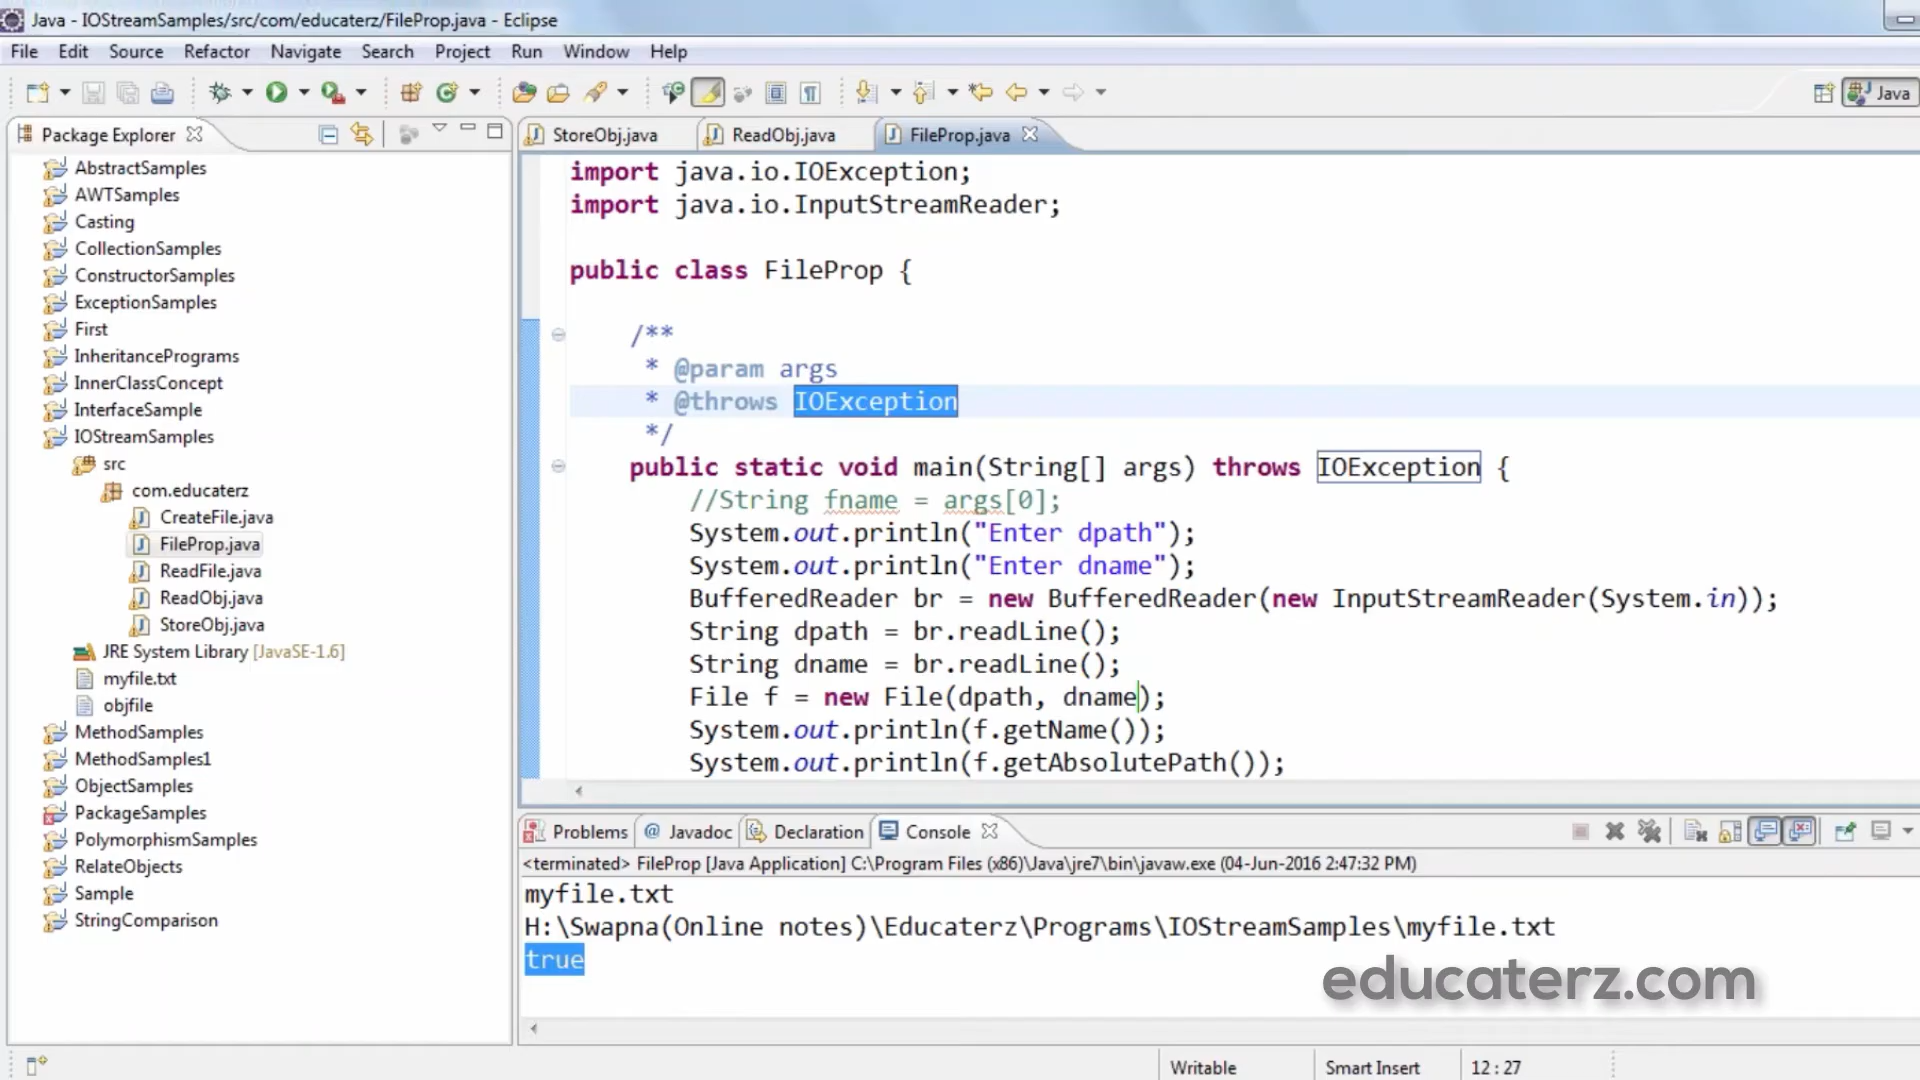 Java - IOStreamSamples/src/com/educaterz/FileProp.java - Eclipse
File Edit Source Refactor Navigate Search Project Run Window Help
Java
Package Explorer
AbstractSamples
AWTSamples
Casting
CollectionSamples
ConstructorSamples
ExceptionSamples
First
InheritancePrograms
InnerClassConcept
InterfaceSample
IOStreamSamples
src
com.educaterz
CreateFile.java
FileProp.java
ReadFile.java
ReadObj.java
StoreObj.java
JRE System Library [JavaSE-1.6]
myfile.txt
objfile
MethodSamples
MethodSamples1
ObjectSamples
PackageSamples
PolymorphismSamples
RelateObjects
Sample
StringComparison
StoreObj.java ReadObj.java FileProp.java
import java.io.IOException;
import java.io.InputStreamReader;
public class FileProp {
/**
* @param args
* @throws IOException
*/
public static void main(String[] args) throws IOException {
//String fname = args[0];
System.out.println("Enter dpath");
System.out.println("Enter dname");
BufferedReader br = new BufferedReader(new InputStreamReader(System.in));
String dpath = br.readLine();
String dname = br.readLine();
File f = new File(dpath, dname);
System.out.println(f.getName());
System.out.println(f.getAbsolutePath());
Problems @ Javadoc Declaration Console
<terminated> FileProp [Java Application] C:\Program Files (x86)\Java\jre7\bin\javaw.exe (04-Jun-2016 2:47:32 PM)
myfile.txt
H:\Swapna(Online notes)\Educaterz\Programs\IOStreamSamples\myfile.txt
true
educaterz.com
Writable Smart Insert 12 : 27